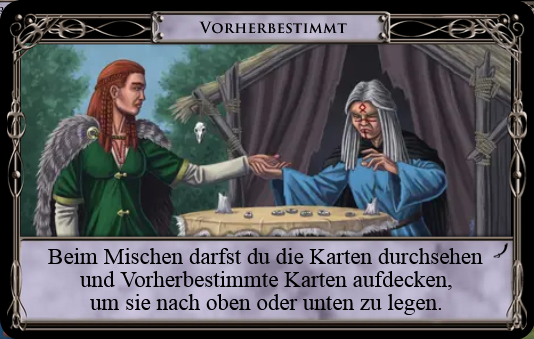 Vorherbestimmt
Beim Mischen darfst du die Karten durchsehen
und Vorherbestimmte Karten aufdecken,
um sie nach oben oder unten zu legen.